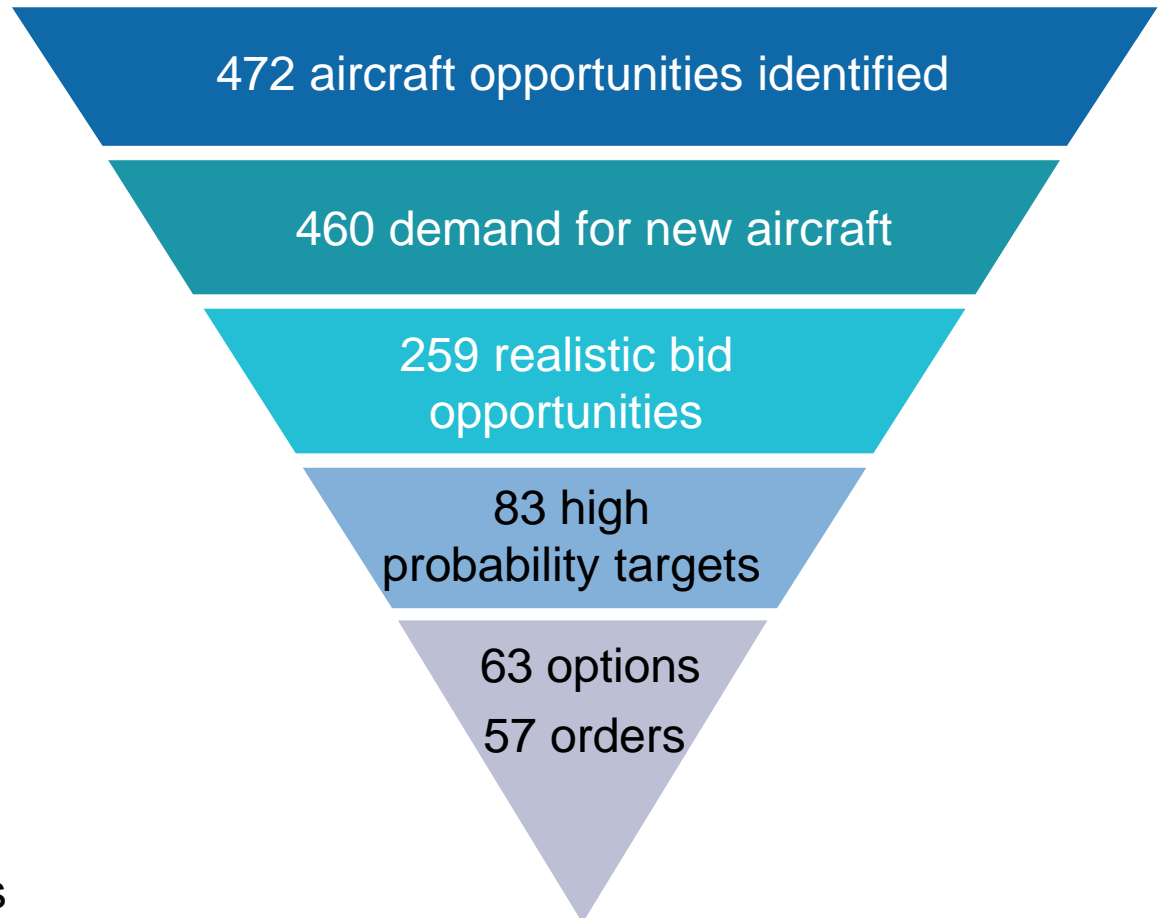 472 aircraft opportunities identified
460 demand for new aircraft
259 realistic bid
opportunities
83 high
probability targets
63 options
57 orders
s